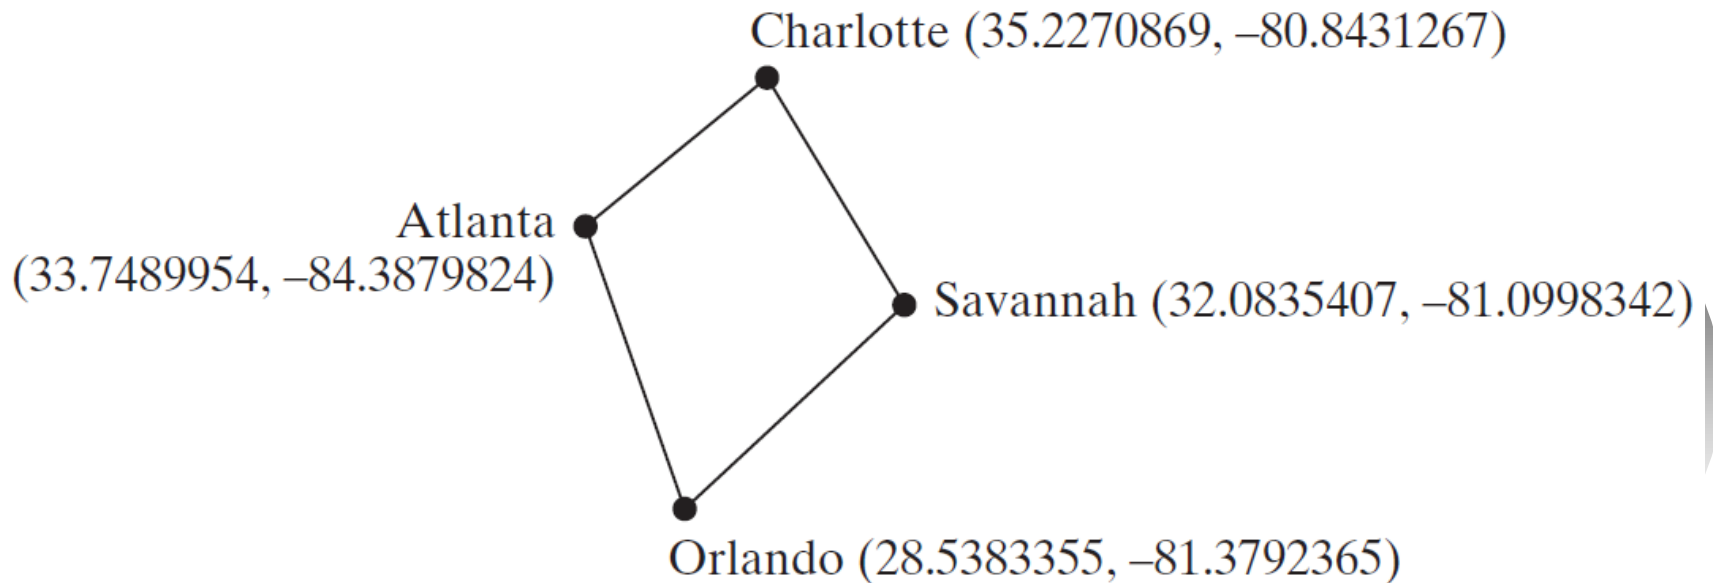 Charlotte (35.2270869, –80.8431267)
Atlanta
(33.7489954, –84.3879824)
Savannah (32.0835407, –81.0998342)
Orlando (28.5383355, –81.3792365)